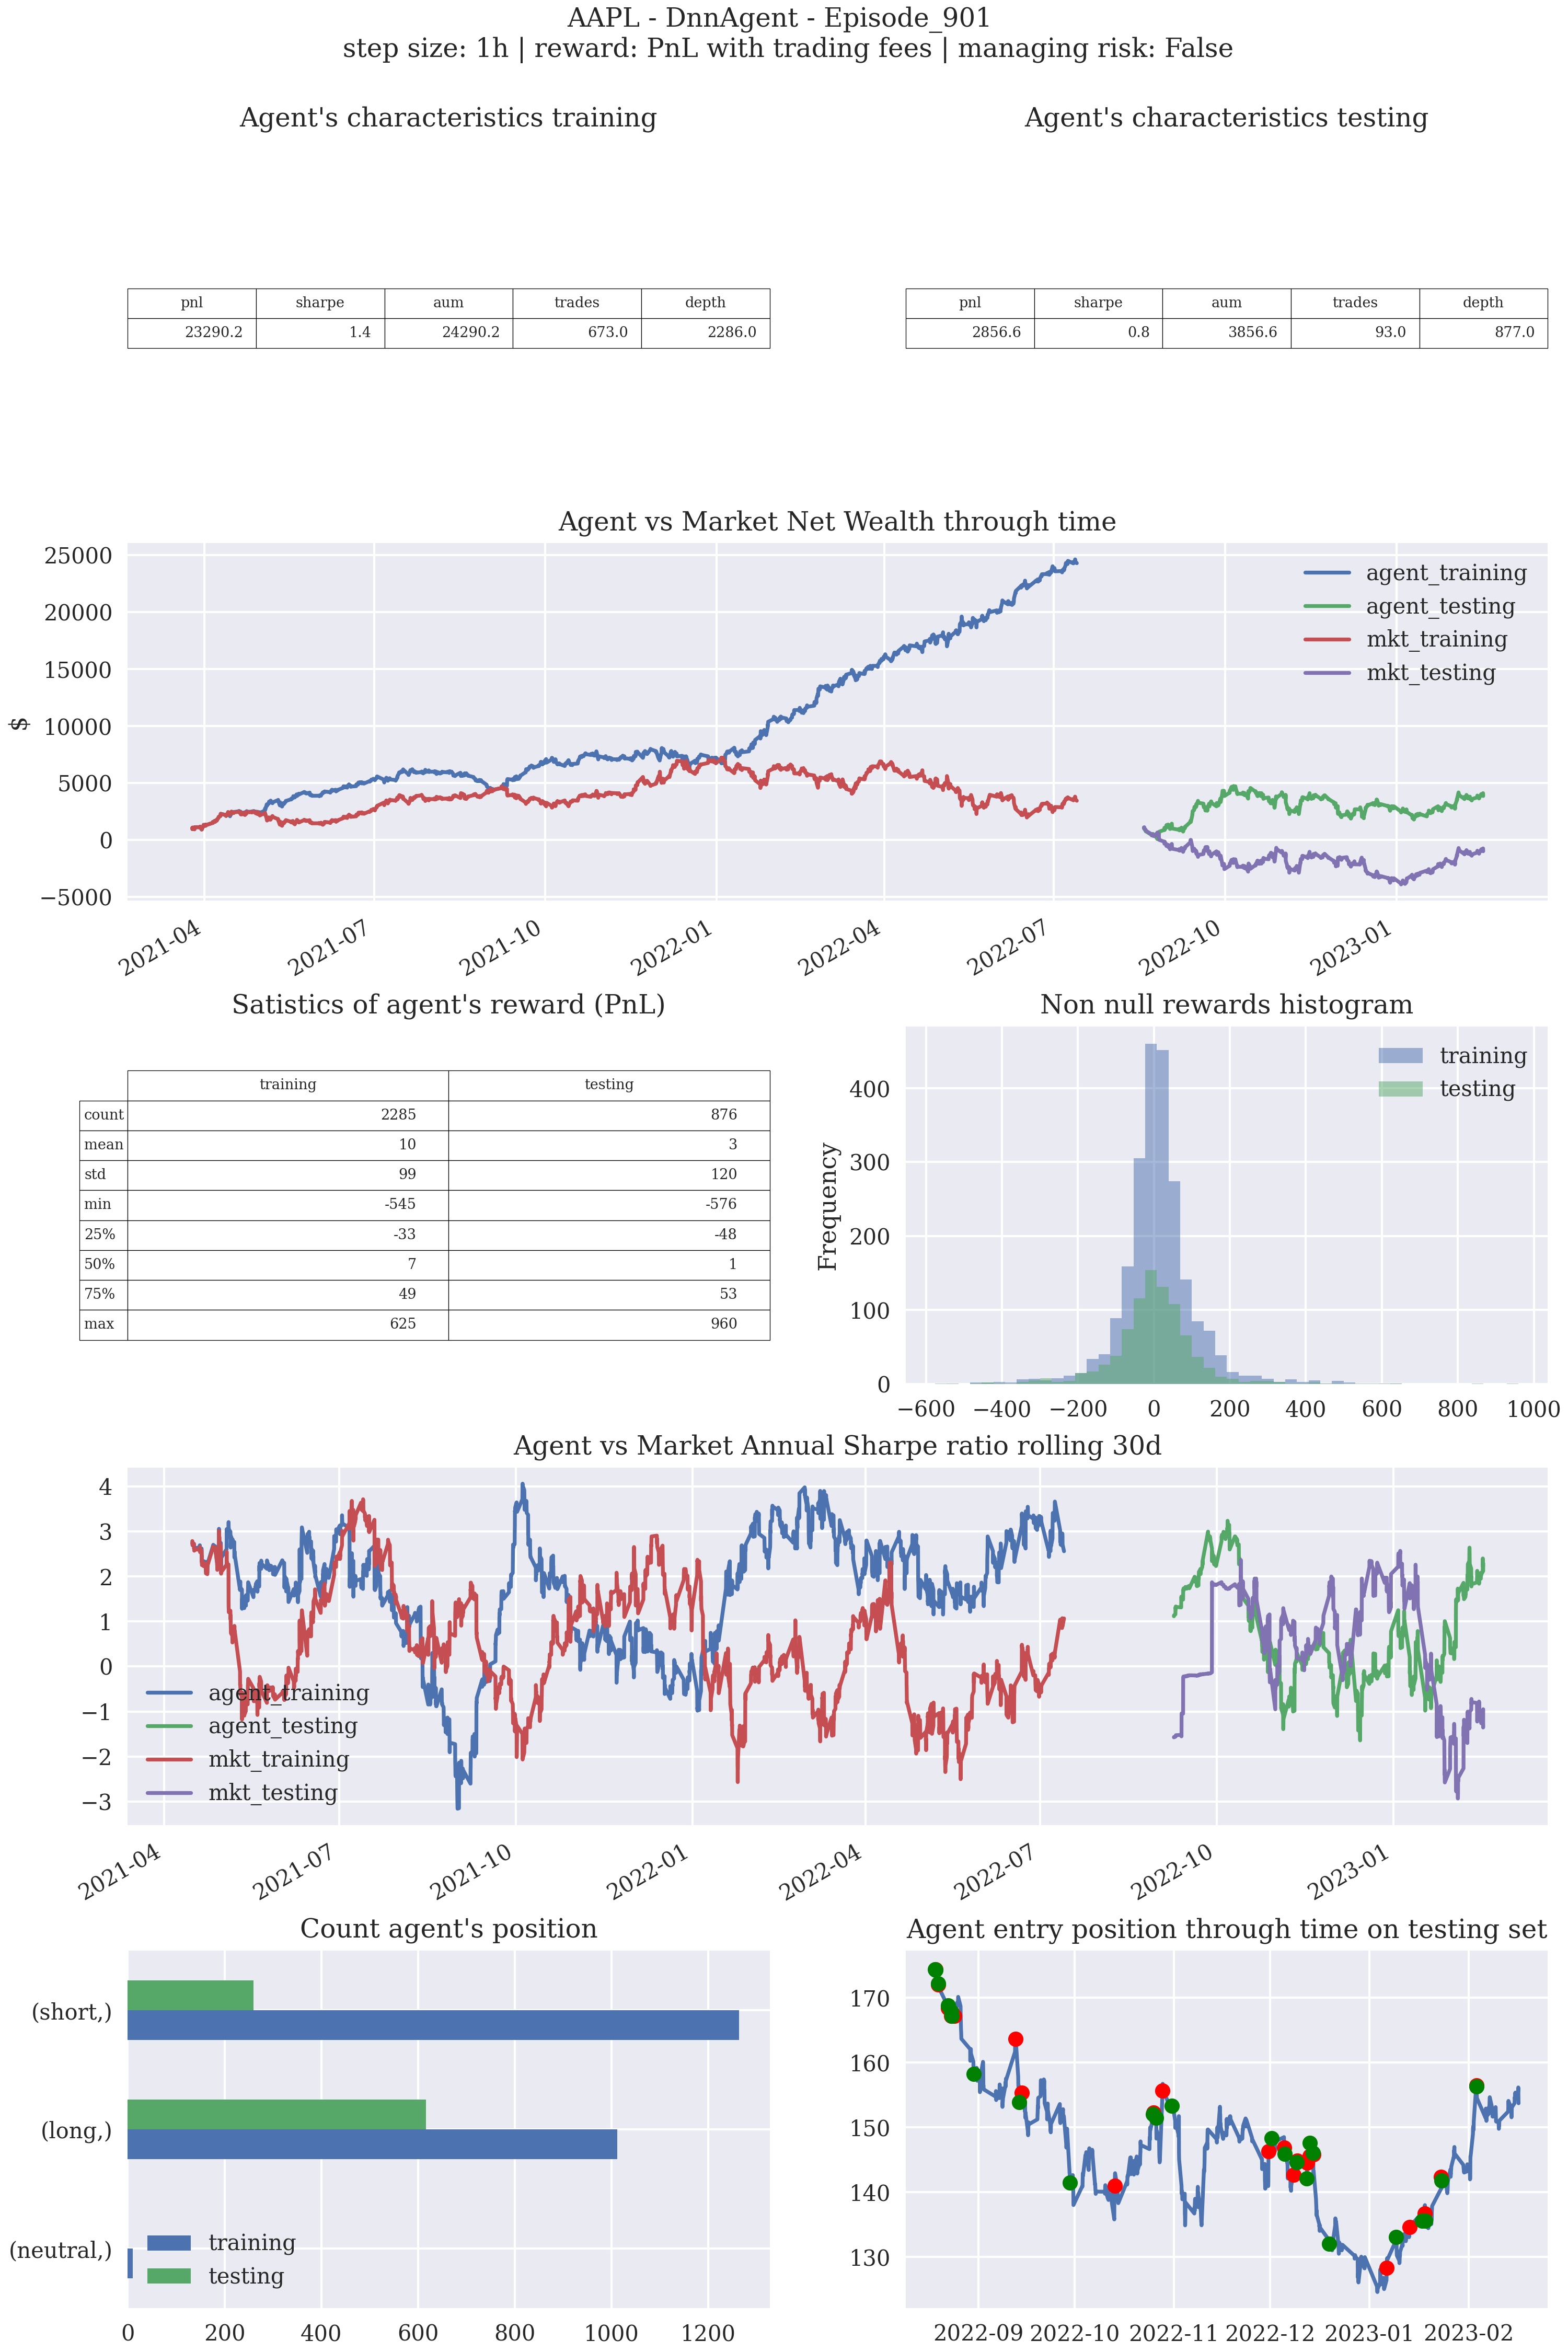 AAPL - DnnAgent - Episode_901
step size: 1h | reward: PnL with trading fees | managing risk: False
Agent's characteristics training
pnl sharpe aum trades depth
23290.2 1.4 24290.2 673.0 2286.0
Agent's characteristics testing
pnl sharpe aum trades depth
2856.6 0.8 3856.6 93.0 877.0
Agent vs Market Net Wealth through time
$
25000
20000
15000
10000
5000
0
−5000
agent_training
agent_testing
mkt_training
mkt_testing
2021-04 2021-07 2021-10 2022-01 2022-04 2022-07 2022-10 2023-01
Satistics of agent's reward (PnL)
training testing
count 2285 876
mean 10 3
std 99 120
min -545 -576
25% -33 -48
50% 7 1
75% 49 53
max 625 960
Non null rewards histogram
Frequency
400
300
200
100
0
training
testing
−600 −400 −200 0 200 400 600 800 1000
Agent vs Market Annual Sharpe ratio rolling 30d
4
3
2
1
0
−1
−2
−3
agent_training
agent_testing
mkt_training
mkt_testing
2021-04 2021-07 2021-10 2022-01 2022-04 2022-07 2022-10 2023-01
Count agent's position
(short,)
(long,)
(neutral,)
training
testing
0 200 400 600 800 1000 1200
Agent entry position through time on testing set
170
160
150
140
130
2022-09 2022-10 2022-11 2022-12 2023-01 2023-02